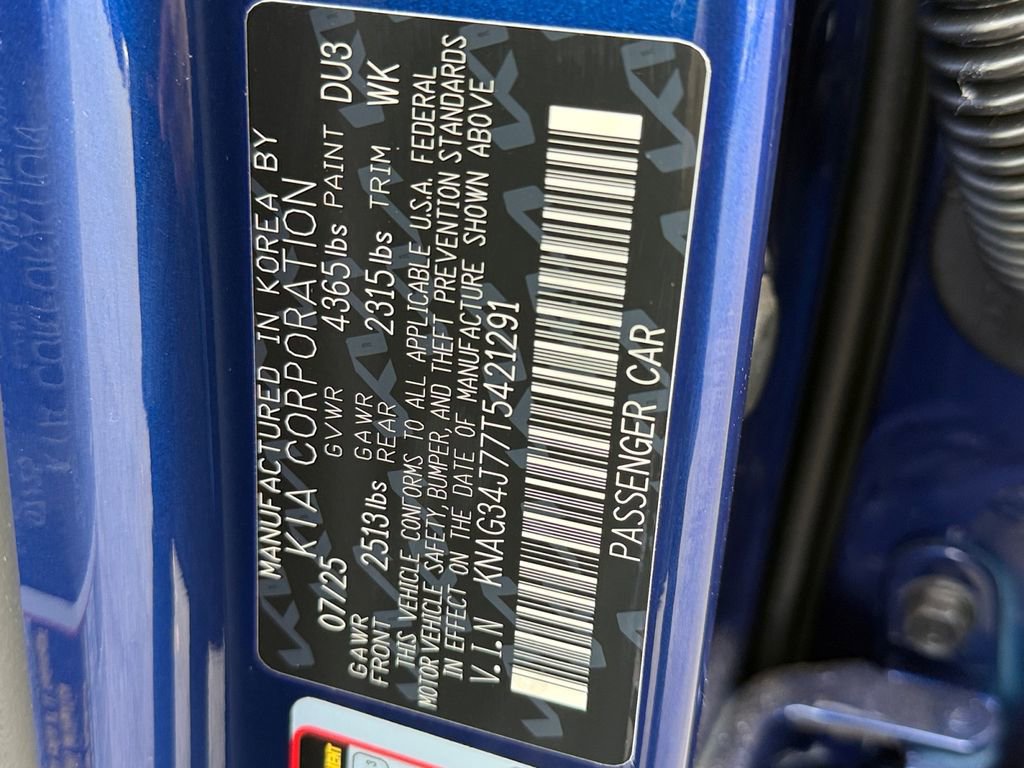 MANUFACTURED IN KOREA BY
KIA CORPORATION
07/25 GVWR 4365lbs PAINT DU3
GAWR FRONT 2513lbs GAWR REAR 2315lbs TRIM WK
THIS VEHICLE CONFORMS TO ALL APPLICABLE U.S.A. FEDERAL
MOTOR VEHICLE SAFETY, BUMPER, AND THEFT PREVENTION STANDARDS
IN EFFECT ON THE DATE OF MANUFACTURE SHOWN ABOVE
V.I.N KNAG34J77T5421291
PASSENGER CAR